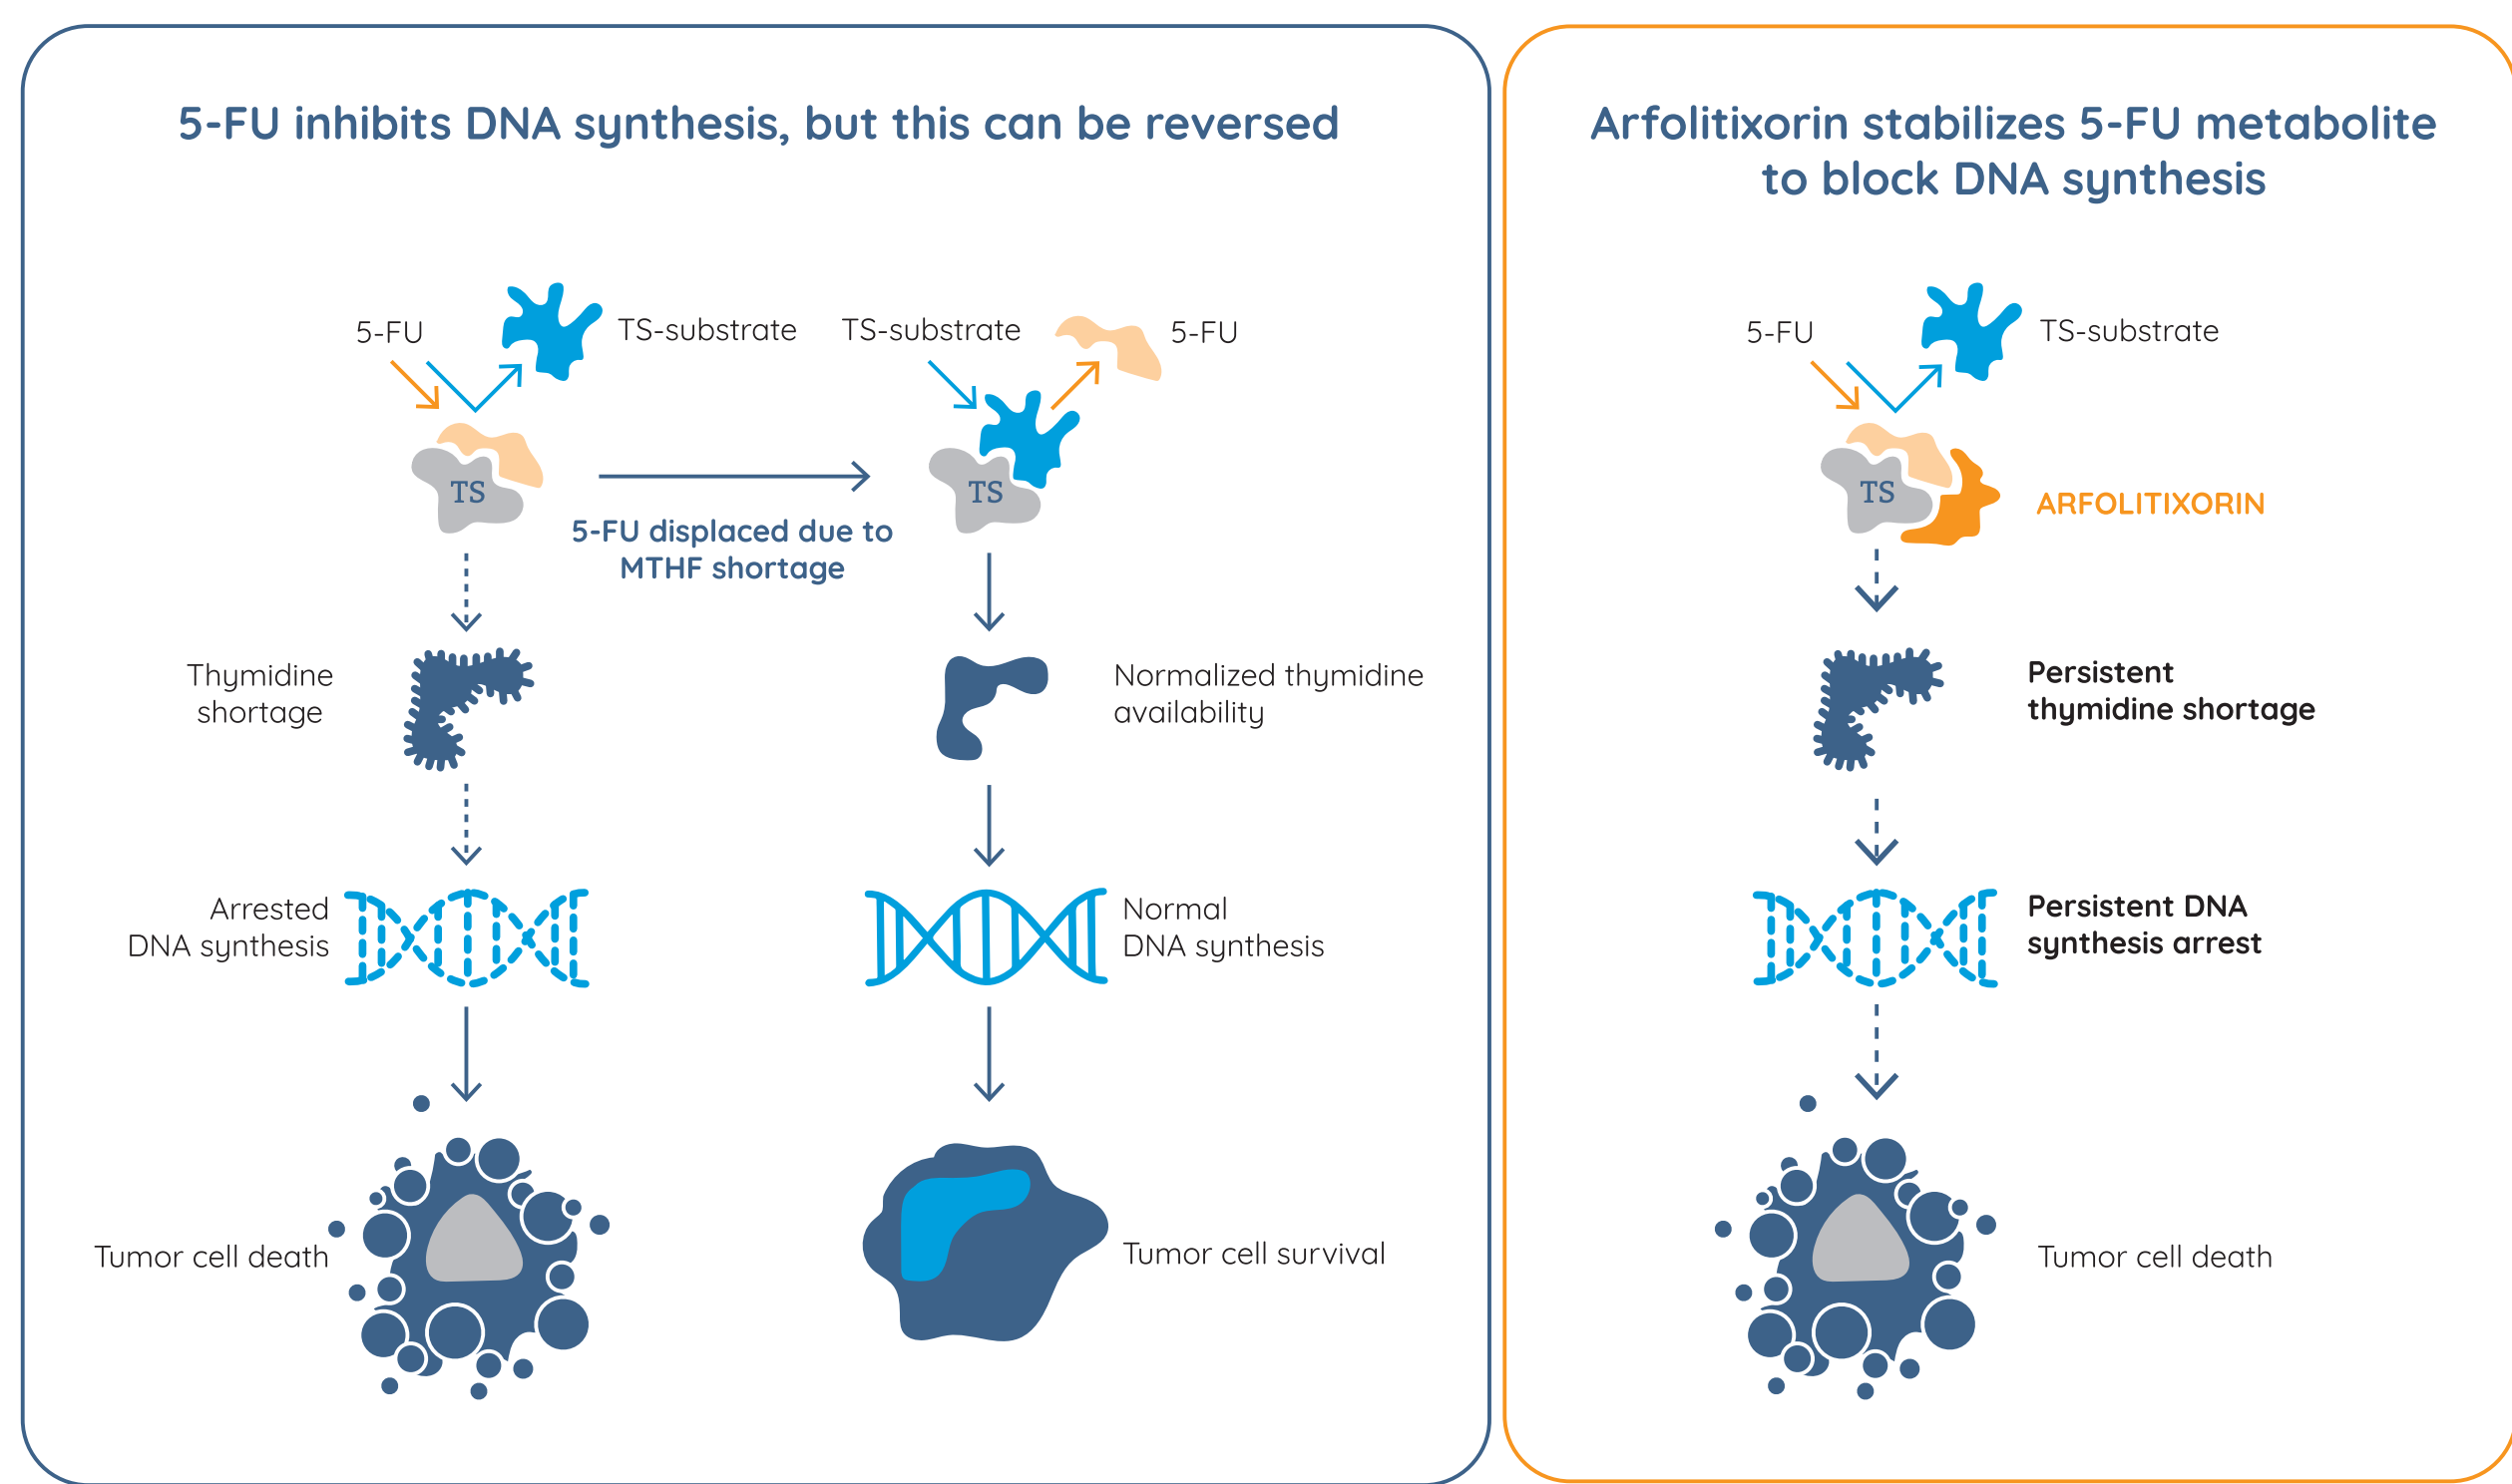 5-FU inhibits DNA synthesis, but this can be reversed
5-FU
TS-substrate
TS-substrate
5-FU
TS
TS
5-FU displaced due to
MTHF shortage
Thymidine
shortage
Normalized thymidine
availability
Arrested
DNA synthesis
Normal
DNA synthesis
Tumor cell death
Tumor cell survival
Arfolitixorin stabilizes 5-FU metabolite
to block DNA synthesis
5-FU
TS-substrate
TS
ARFOLITIXORIN
Persistent
thymidine shortage
Persistent DNA
synthesis arrest
Tumor cell death